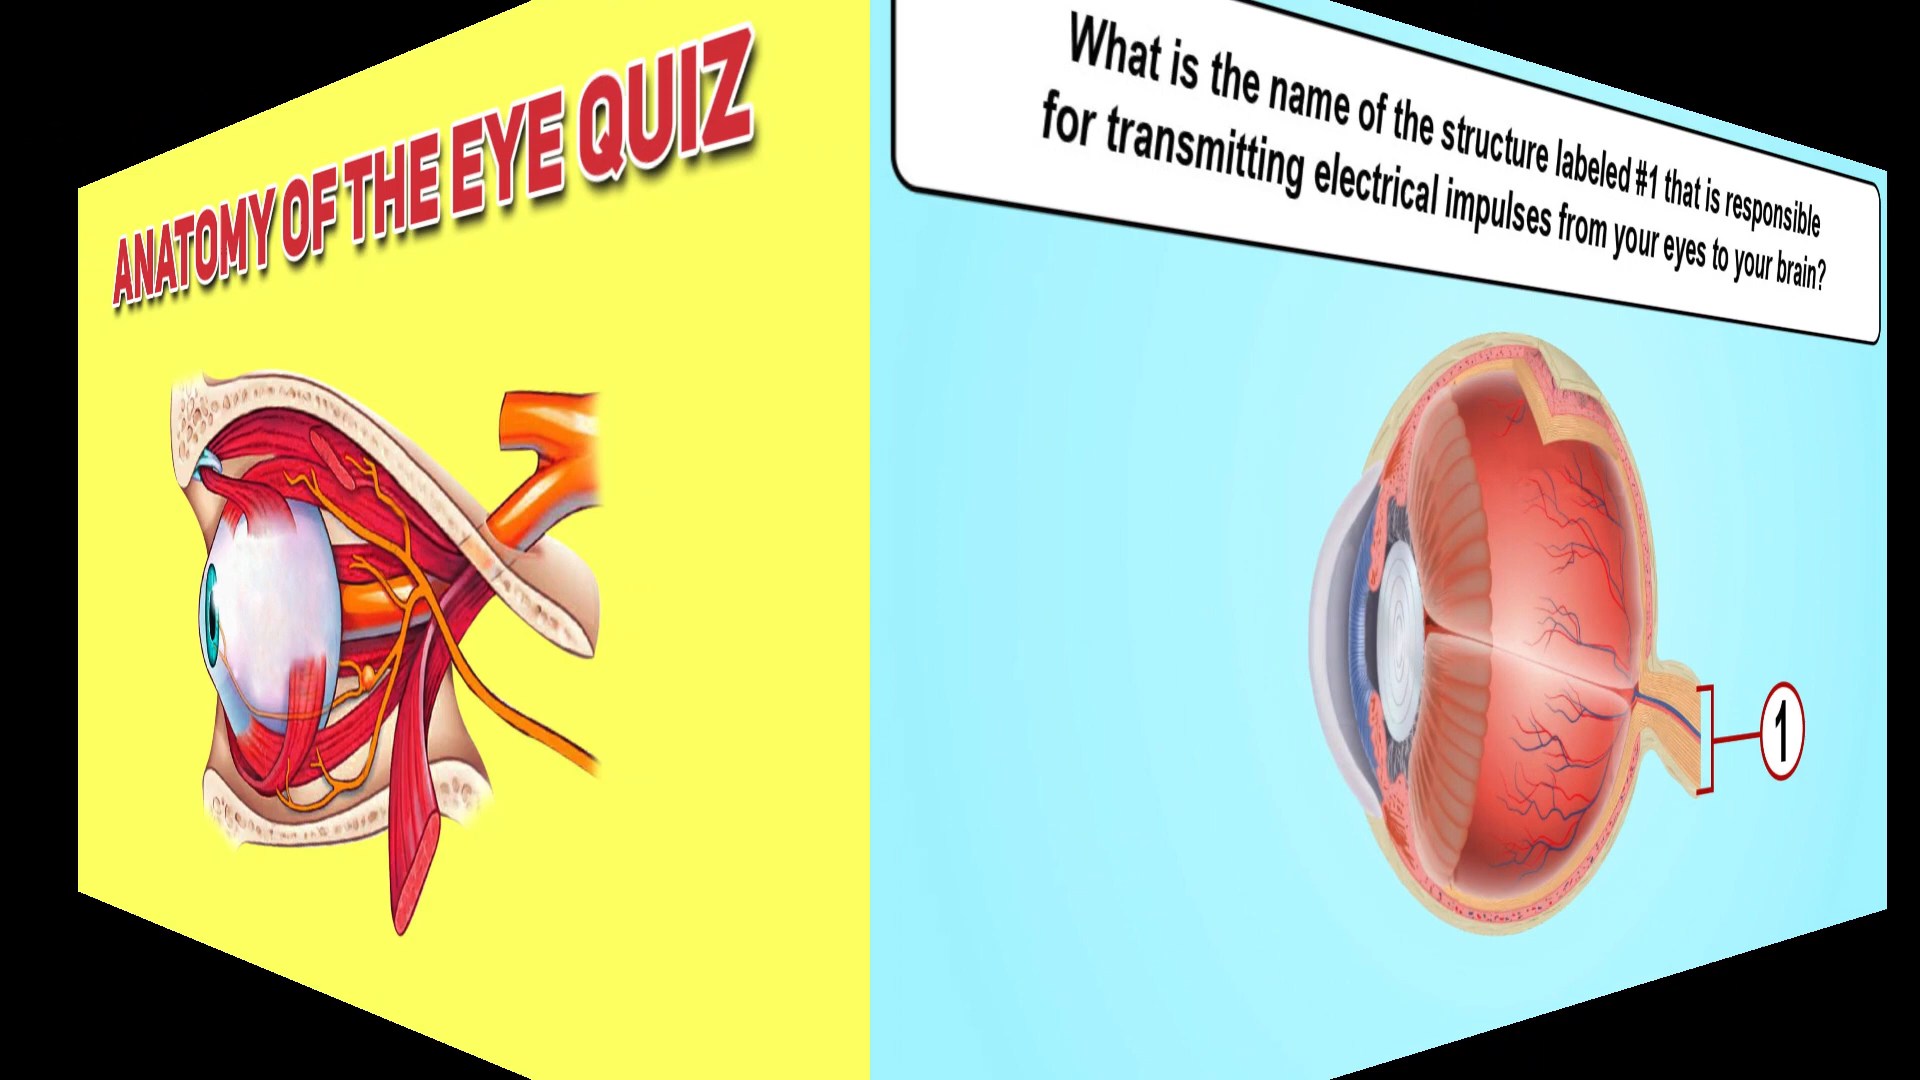 ANATOMY OF THE EYE QUIZ
What is the name of the structure labeled #1 that is responsible
for transmitting electrical impulses from your eyes to your brain?
1